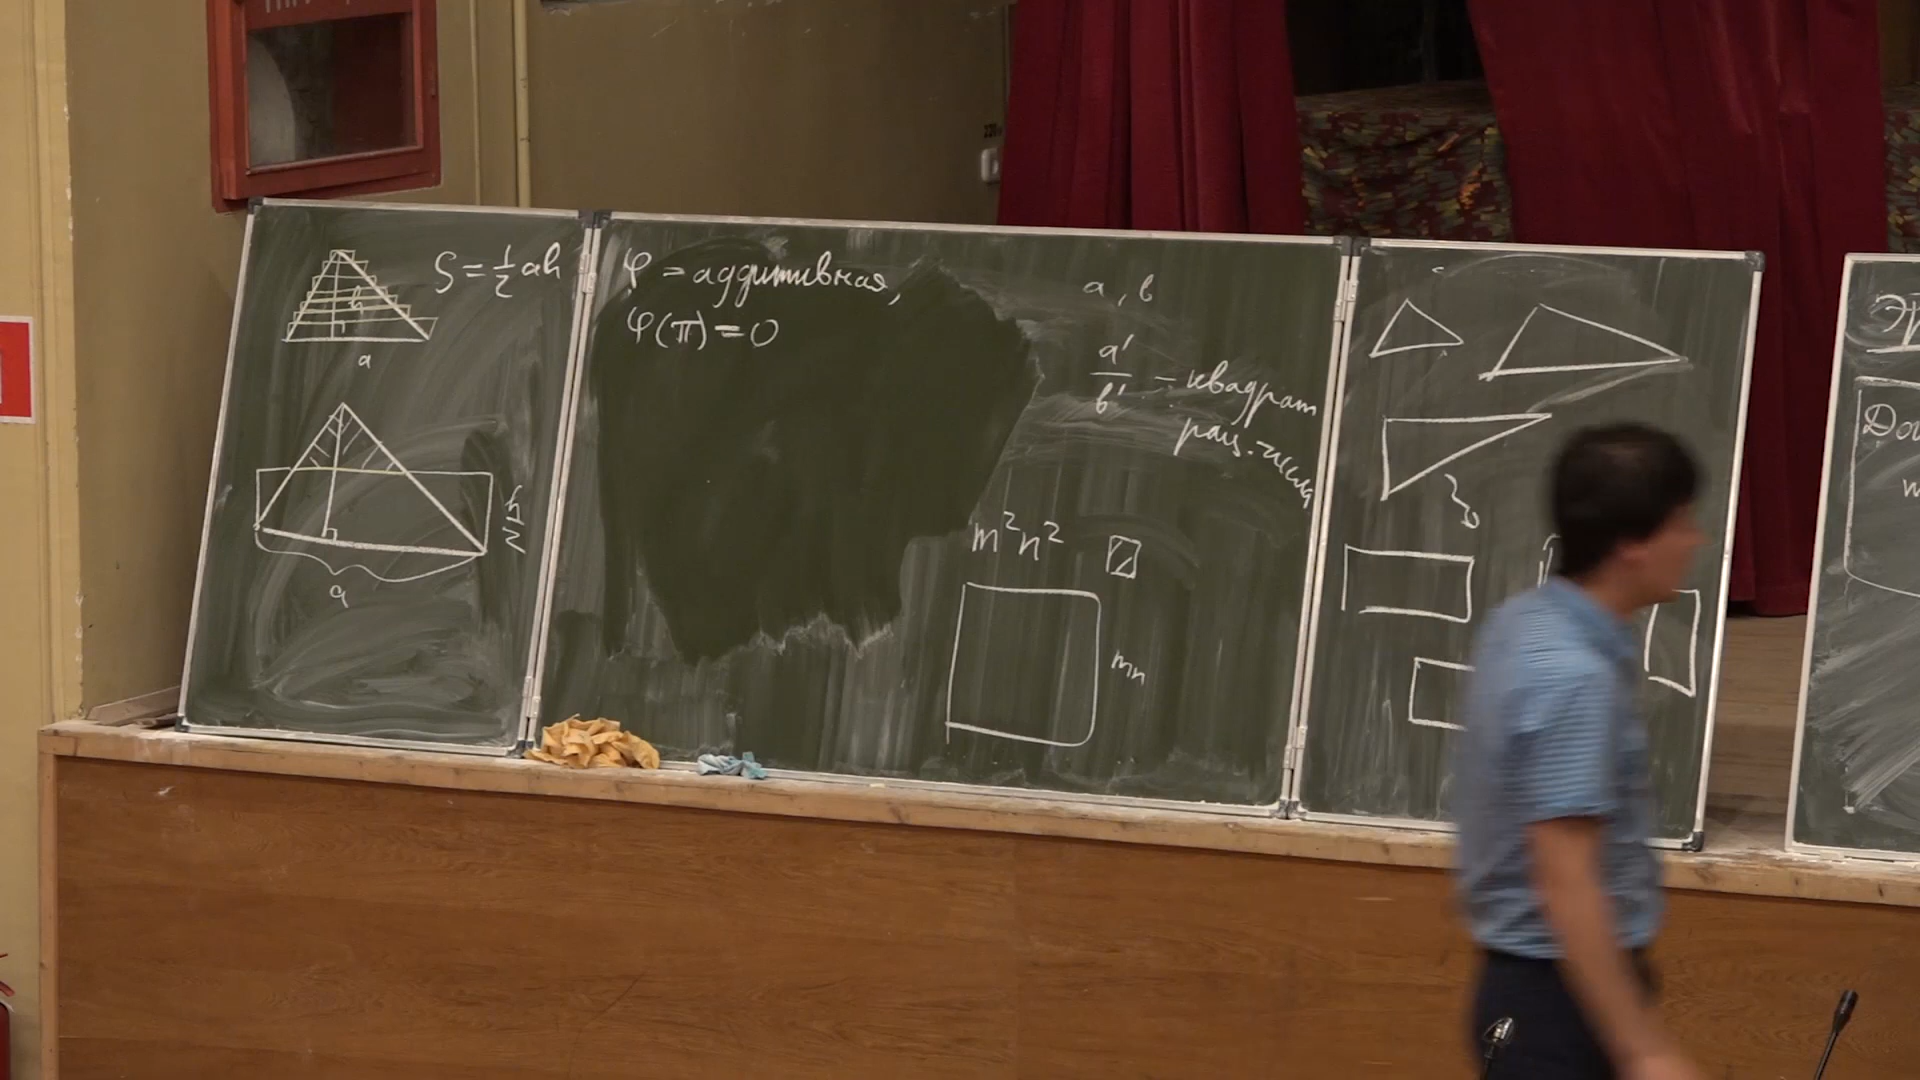 S = 1/2 ah
h
a
h/2
a
φ = аддитивная,
φ(π) = 0
a, b
a'/b' – квадрат
рац. числа
m²n²
mn